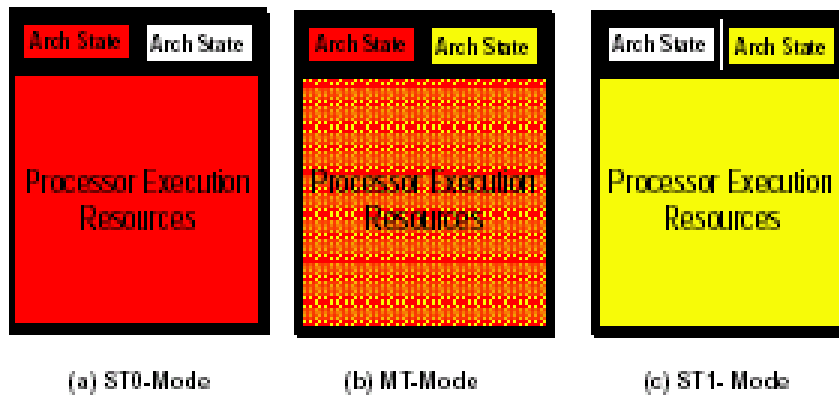 Arch State Arch State
Processor Execution
Resources
(a) ST0-Mode
Arch State Arch State
Processor Execution
Resources
(b) MT-Mode
Arch State Arch State
Processor Execution
Resources
(c) ST1- Mode